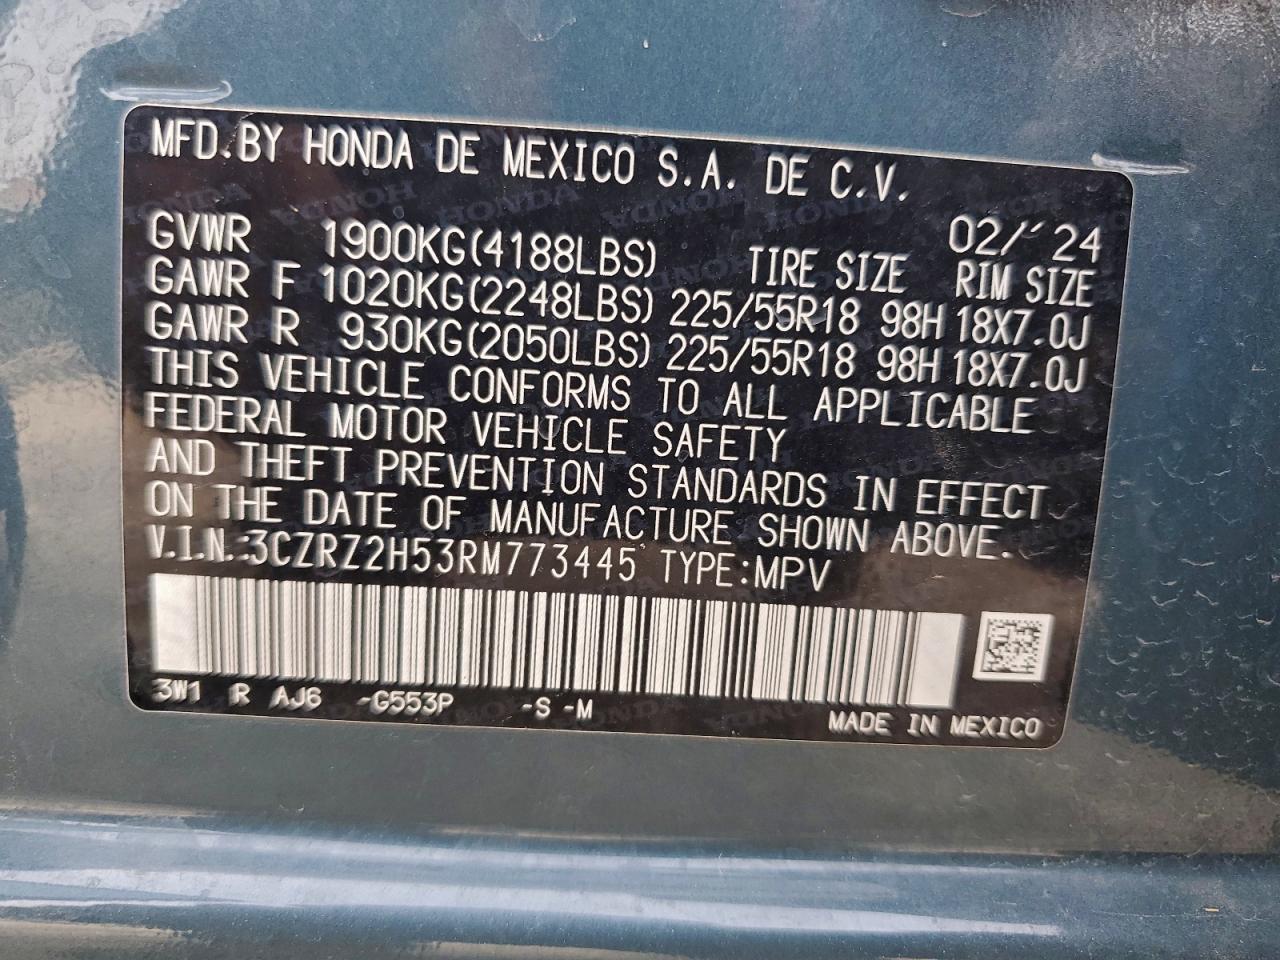 MFD. BY HONDA DE MEXICO S.A. DE C.V.
02/'24
GVWR 1900KG(4188LBS) TIRE SIZE RIM SIZE
GAWR F 1020KG(2248LBS) 225/55R18 98H 18X7.0J
GAWR R 930KG(2050LBS) 225/55R18 98H 18X7.0J
THIS VEHICLE CONFORMS TO ALL APPLICABLE
FEDERAL MOTOR VEHICLE SAFETY
AND THEFT PREVENTION STANDARDS IN EFFECT
ON THE DATE OF MANUFACTURE SHOWN ABOVE.
V.I.N.:3CZRZ2H53RM773445 TYPE:MPV
3W1 R AJ6 -G553P -S -M
MADE IN MEXICO